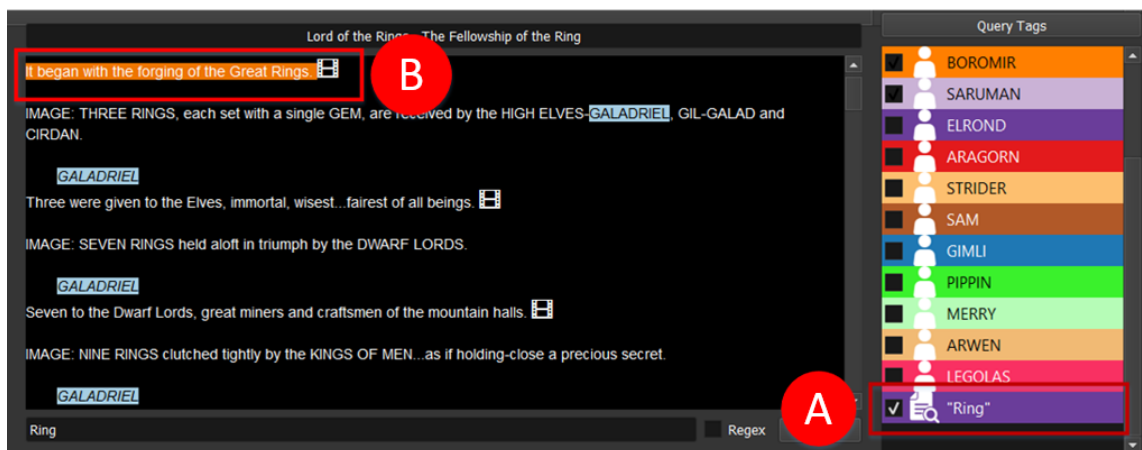 Lord of the Rings The Fellowship of the Ring
Query Tags
It began with the forging of the Great Rings.
B
IMAGE: THREE RINGS, each set with a single GEM, are received by the HIGH ELVES-GALADRIEL, GIL-GALAD and
CIRDAN.
GALADRIEL
Three were given to the Elves, immortal, wisest...fairest of all beings.
IMAGE: SEVEN RINGS held aloft in triumph by the DWARF LORDS.
GALADRIEL
Seven to the Dwarf Lords, great miners and craftsmen of the mountain halls.
IMAGE: NINE RINGS clutched tightly by the KINGS OF MEN...as if holding-close a precious secret.
GALADRIEL
Ring
Regex
A
BOROMIR
SARUMAN
ELROND
ARAGORN
STRIDER
SAM
GIMLI
PIPPIN
MERRY
ARWEN
LEGOLAS
"Ring"